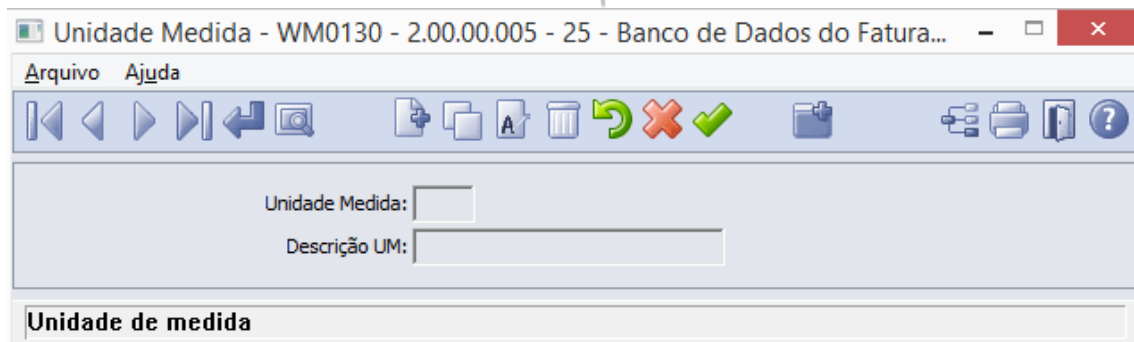 Unidade Medida - WM0130 - 2.00.00.005 - 25 - Banco de Dados do Fatura...
Arquivo Ajuda
A
?
Unidade Medida:
Descrição UM:
Unidade de medida